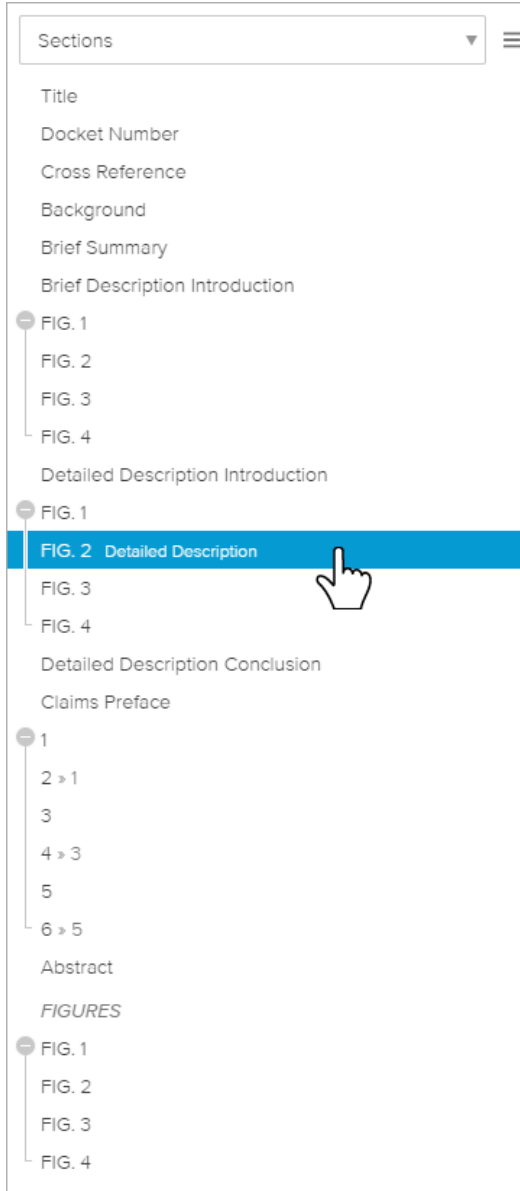 Sections
Title
Docket Number
Cross Reference
Background
Brief Summary
Brief Description Introduction
FIG. 1
FIG. 2
FIG. 3
FIG. 4
Detailed Description Introduction
FIG. 1
FIG. 2 Detailed Description
FIG. 3
FIG. 4
Detailed Description Conclusion
Claims Preface
1
2 » 1
3
4 » 3
5
6 » 5
Abstract
FIGURES
FIG. 1
FIG. 2
FIG. 3
FIG. 4